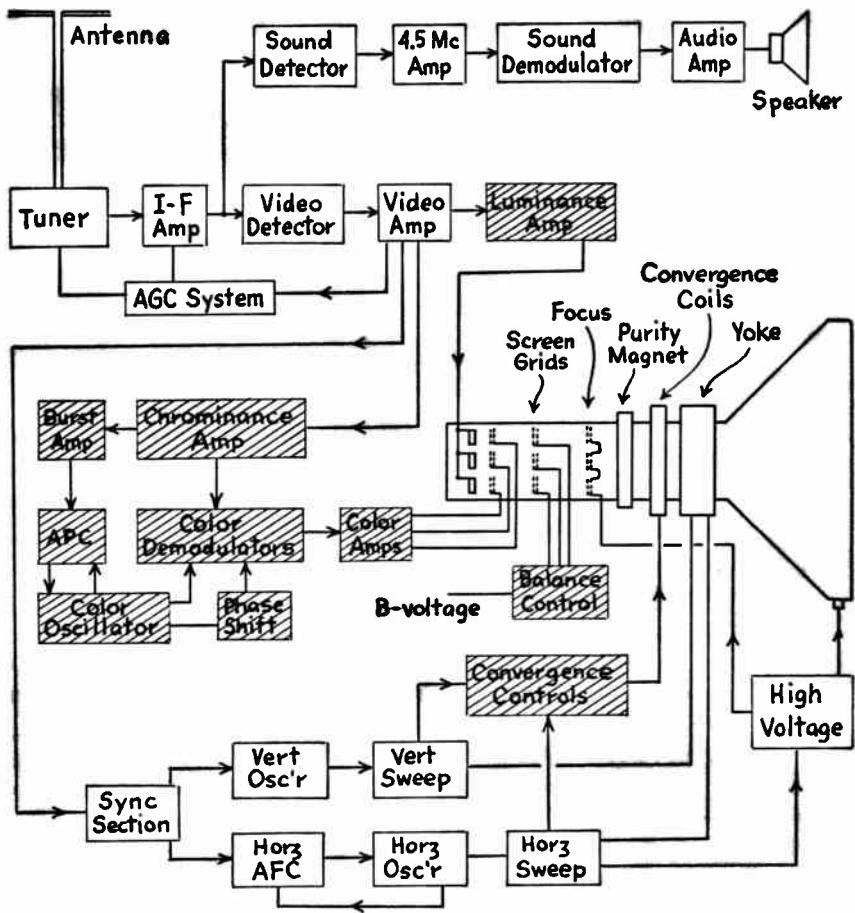 Antenna
Sound
Detector
4.5 Mc
Amp
Sound
Demodulator
Audio
Amp
Speaker
Tuner
I-F
Amp
Video
Detector
Video
Amp
Luminance
Amp
AGC System
Convergence
Coils
Focus
Purity
Magnet
Yoke
Screen
Grids
Burst
Amp
Chrominance
Amp
APC
Color
Demodulators
Color
Amps
Color
Oscillator
Phase
Shift
B-voltage
Balance
Control
Convergence
Controls
High
Voltage
Vert
Osc'r
Vert
Sweep
Sync
Section
Horz
AFC
Horz
Osc'r
Horz
Sweep